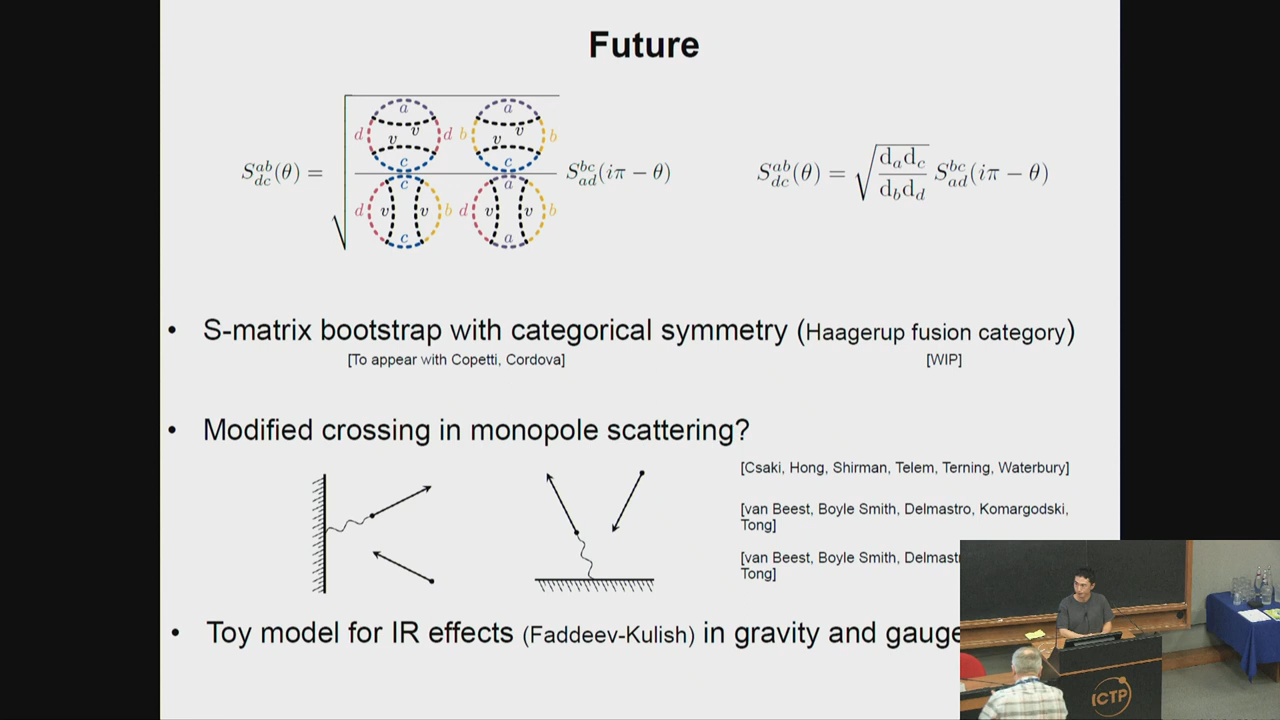 Future
S^{ab}_{dc}(θ) = √ a d v v d c a b v v b c / c d v v b c a d v v b a S^{bc}_{ad}(iπ − θ)
S^{ab}_{dc}(θ) = √(d_a d_c / d_b d_d) S^{bc}_{ad}(iπ − θ)
• S-matrix bootstrap with categorical symmetry (Haagerup fusion category)
[To appear with Copetti, Cordova] [WIP]
• Modified crossing in monopole scattering?
[Csaki, Hong, Shirman, Telem, Terning, Waterbury]
[van Beest, Boyle Smith, Delmastro, Komargodski,
Tong]
[van Beest, Boyle Smith, Delmast
Tong]
• Toy model for IR effects (Faddeev-Kulish) in gravity and gauge
ICTP